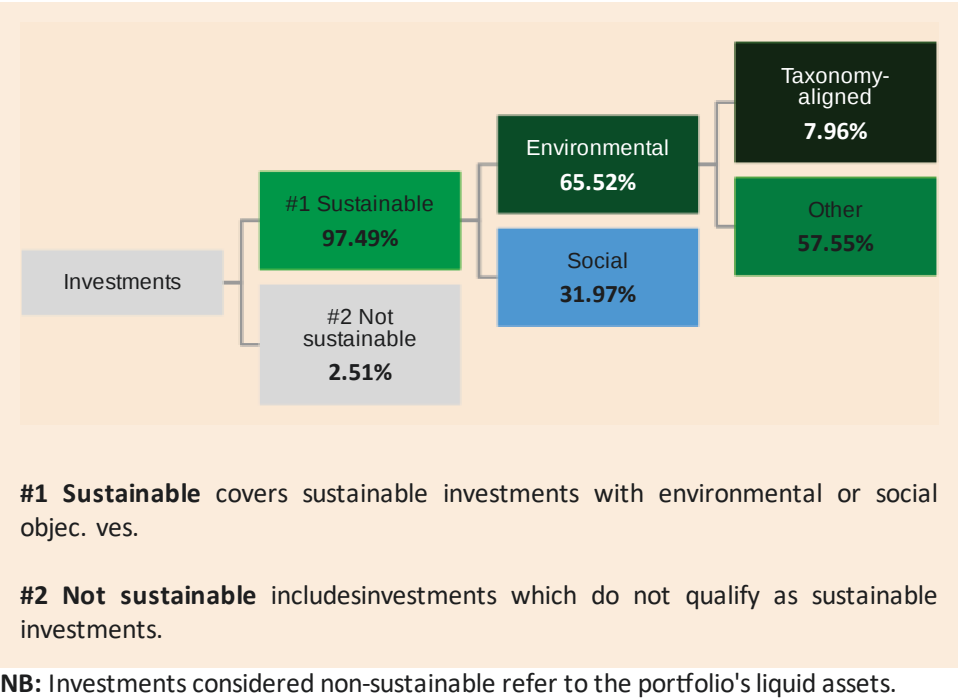 Investments
#1 Sustainable
97.49%
#2 Not
sustainable
2.51%
Environmental
65.52%
Social
31.97%
Taxonomy-
aligned
7.96%
Other
57.55%
#1 Sustainable covers sustainable investments with environmental or social
objec. ves.
#2 Not sustainable includesinvestments which do not qualify as sustainable
investments.
NB: Investments considered non-sustainable refer to the portfolio's liquid assets.